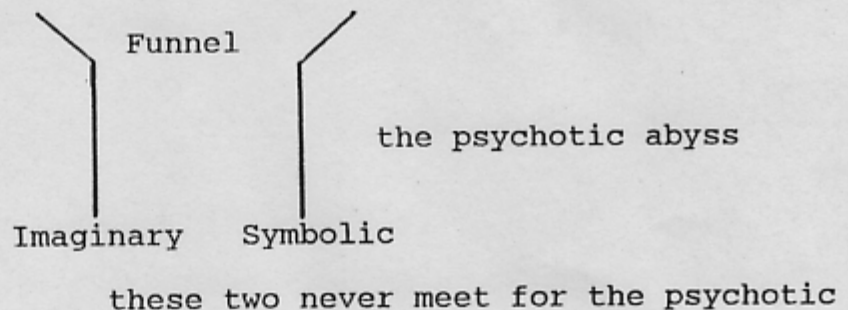 Funnel
the psychotic abyss
Imaginary Symbolic
these two never meet for the psychotic